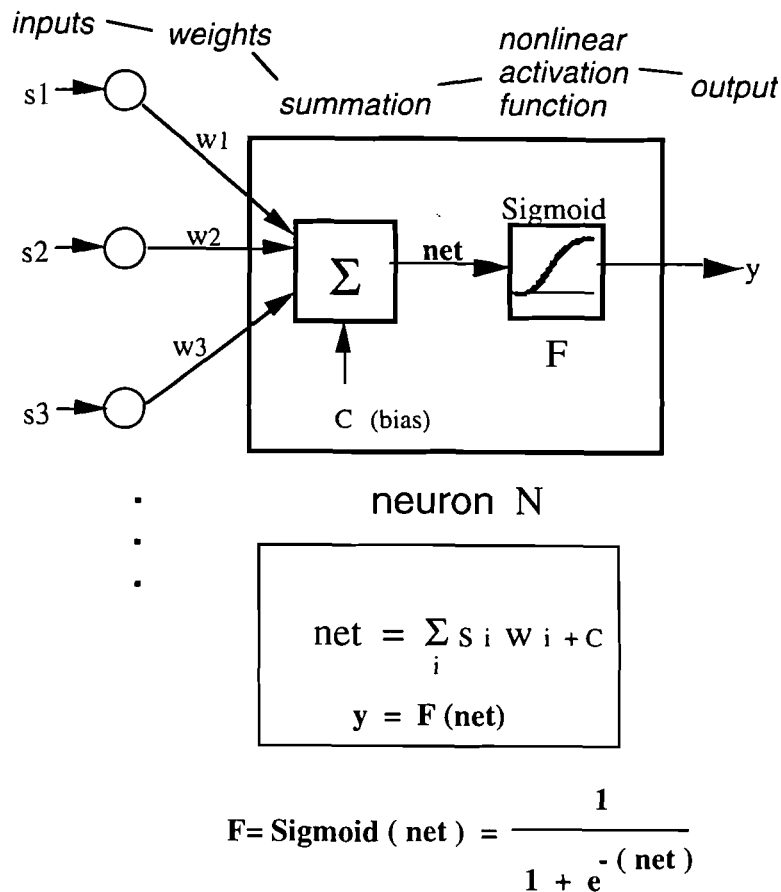 inputs — weights
nonlinear
activation
function
summation
output
s1
w1
s2
w2
s3
w3
Σ
net
Sigmoid
F
y
C (bias)
neuron N
net = Σ S i W i + C
i
y = F (net)
F= Sigmoid ( net ) = 1
1 + e - ( net )